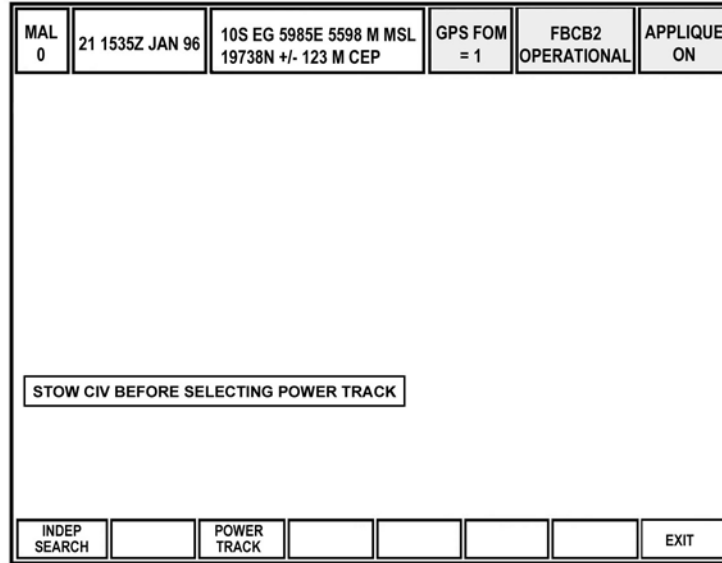 MAL
0
21 1535Z JAN 96
10S EG 5985E 5598 M MSL
19738N +/- 123 M CEP
GPS FOM
= 1
FBCB2
OPERATIONAL
APPLIQUE
ON
STOW CIV BEFORE SELECTING POWER TRACK
INDEP
SEARCH
POWER
TRACK
EXIT